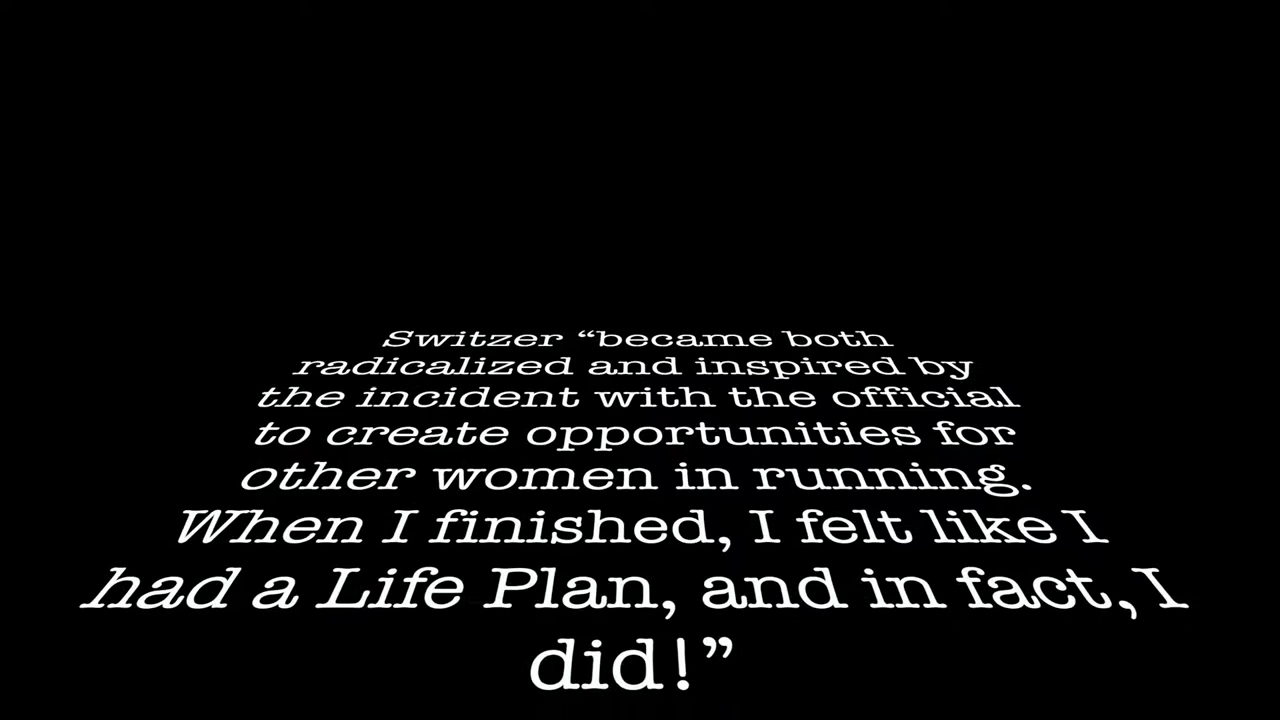 Switzer “became both
radicalized and inspired by
the incident with the official
to create opportunities for
other women in running.
When I finished, I felt like I
had a Life Plan, and in fact, I
did!”